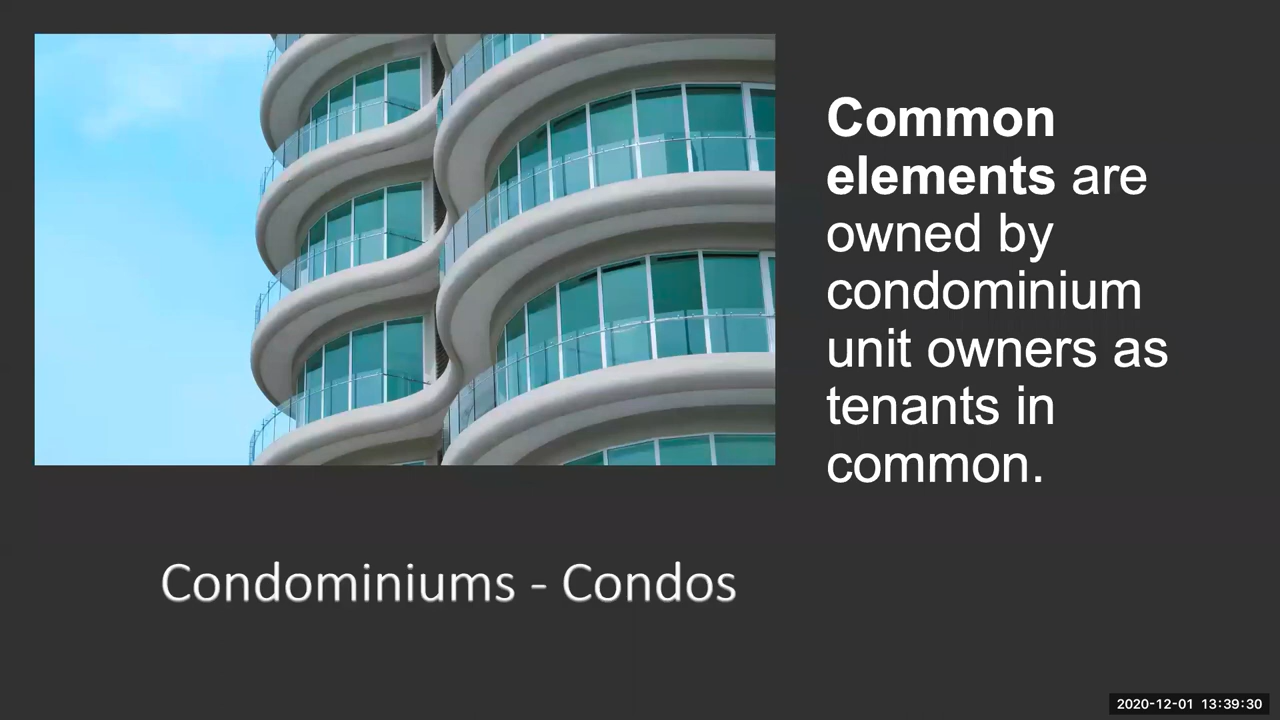 Common
elements are
owned by
condominium
unit owners as
tenants in
common.
Condominiums - Condos
2020-12-01 13:39:30